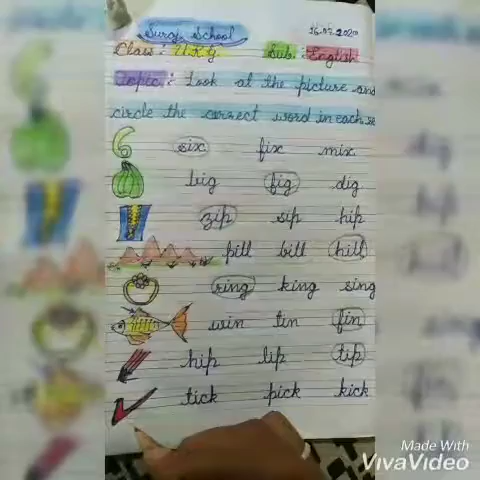 Suraj School
16.07.2020
Class: U.K.G Sub: English
Topic: Look at the picture and
circle the correct word in each
6 six fix mix
big fig dig
zip sip hip
pill bill hill
ring king sing
win tin fin
hip lip tip
tick pick kick
Made With
VivaVideo